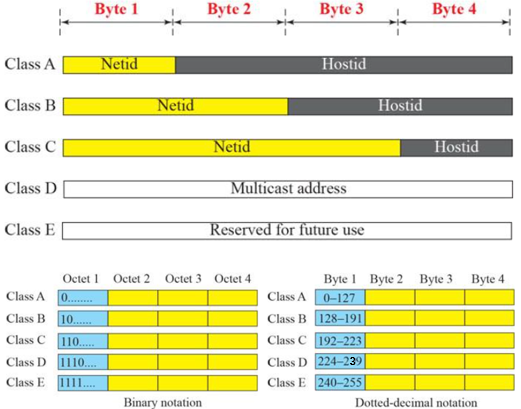 Byte 1 Byte 2 Byte 3 Byte 4
Class A Netid Hostid
Class B Netid Hostid
Class C Netid Hostid
Class D Multicast address
Class E Reserved for future use
Octet 1 Octet 2 Octet 3 Octet 4
Class A 0........
Class B 10......
Class C 110.....
Class D 1110....
Class E 1111....
Binary notation
Byte 1 Byte 2 Byte 3 Byte 4
Class A 0–127
Class B 128–191
Class C 192–223
Class D 224–239
Class E 240–255
Dotted-decimal notation